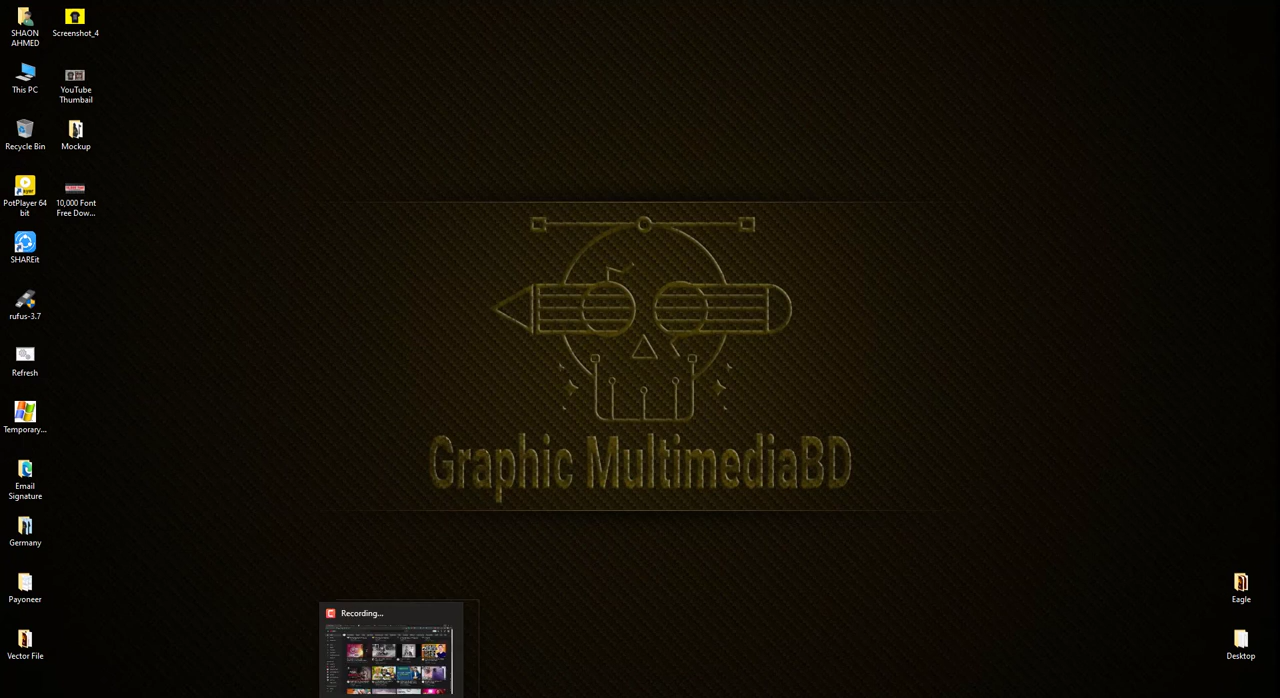 SHAON
AHMED
Screenshot_4
This PC
YouTube
Thumbail
Recycle Bin
Mockup
PotPlayer 64
bit
10,000 Font
Free Dow...
SHAREit
rufus-3.7
Refresh
Temporary...
Email
Signature
Germany
Payoneer
Vector File
Graphic MultimediaBD
Recording...
Eagle
Desktop